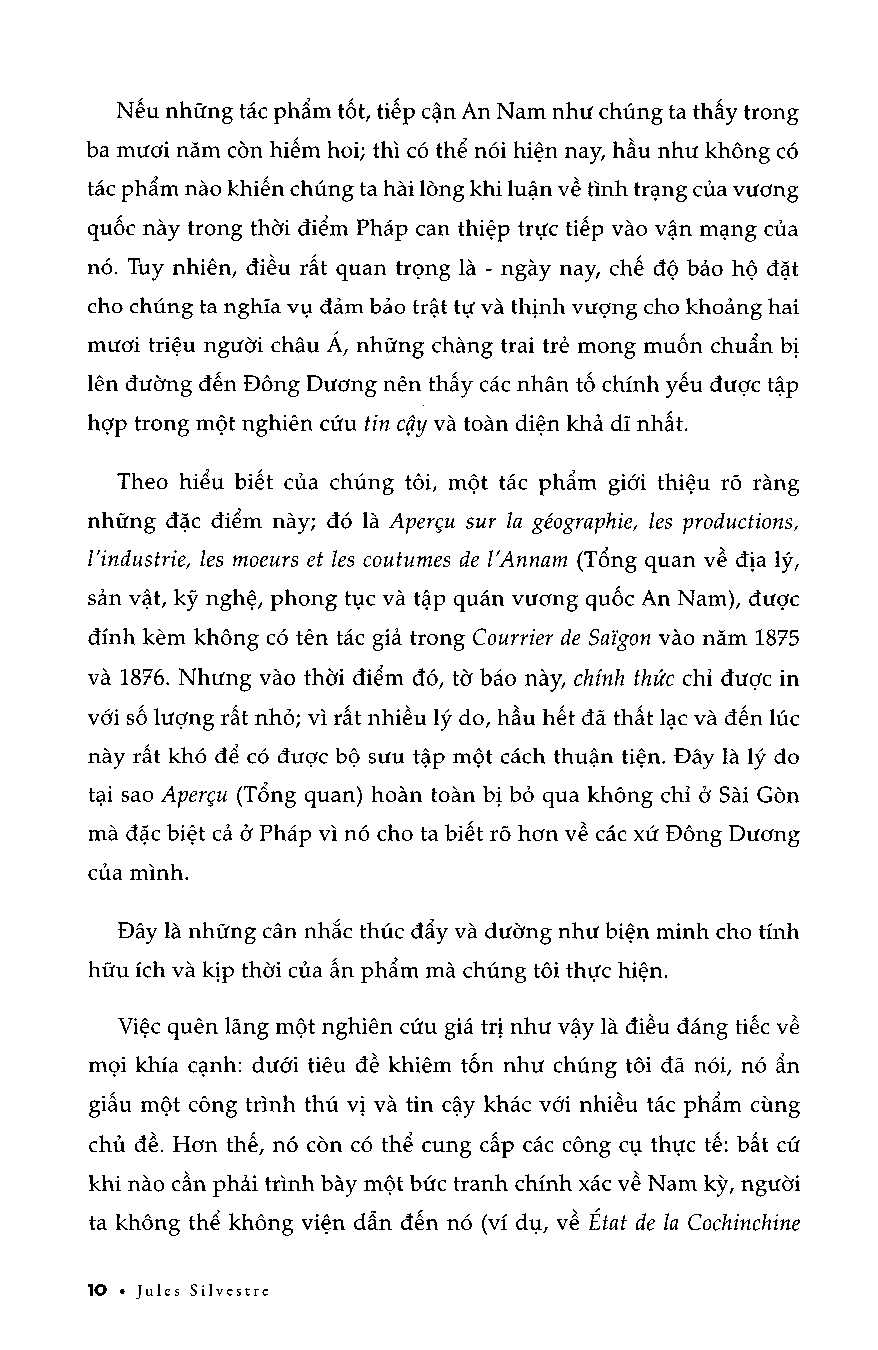 Nếu những tác phẩm tốt, tiếp cận An Nam như chúng ta thấy trong
ba mươi năm còn hiếm hoi; thì có thể nói hiện nay, hầu như không có
tác phẩm nào khiến chúng ta hài lòng khi luận về tình trạng của vương
quốc này trong thời điểm Pháp can thiệp trực tiếp vào vận mạng của
nó. Tuy nhiên, điều rất quan trọng là - ngày nay, chế độ bảo hộ đặt
cho chúng ta nghĩa vụ đảm bảo trật tự và thịnh vượng cho khoảng hai
mươi triệu người châu Á, những chàng trai trẻ mong muốn chuẩn bị
lên đường đến Đông Dương nên thấy các nhân tố chính yếu được tập
hợp trong một nghiên cứu tin cậy và toàn diện khả dĩ nhất.
Theo hiểu biết của chúng tôi, một tác phẩm giới thiệu rõ ràng
những đặc điểm này; đó là Aperçu sur la géographie, les productions,
l'industrie, les moeurs et les coutumes de l'Annam (Tổng quan về địa lý,
sản vật, kỹ nghệ, phong tục và tập quán vương quốc An Nam), được
đính kèm không có tên tác giả trong Courrier de Saïgon vào năm 1875
và 1876. Nhưng vào thời điểm đó, tờ báo này, chính thức chỉ được in
với số lượng rất nhỏ; vì rất nhiều lý do, hầu hết đã thất lạc và đến lúc
này rất khó để có được bộ sưu tập một cách thuận tiện. Đây là lý do
tại sao Aperçu (Tổng quan) hoàn toàn bị bỏ qua không chỉ ở Sài Gòn
mà đặc biệt cả ở Pháp vì nó cho ta biết rõ hơn về các xứ Đông Dương
của mình.
Đây là những cân nhắc thúc đẩy và dường như biện minh cho tính
hữu ích và kịp thời của ấn phẩm mà chúng tôi thực hiện.
Việc quên lãng một nghiên cứu giá trị như vậy là điều đáng tiếc về
mọi khía cạnh: dưới tiêu đề khiêm tốn như chúng tôi đã nói, nó ẩn
giấu một công trình thú vị và tin cậy khác với nhiều tác phẩm cùng
chủ đề. Hơn thế, nó còn có thể cung cấp các công cụ thực tế: bất cứ
khi nào cần phải trình bày một bức tranh chính xác về Nam kỳ, người
ta không thể không viện dẫn đến nó (ví dụ, về État de la Cochinchine
10 • Jules Silvestre